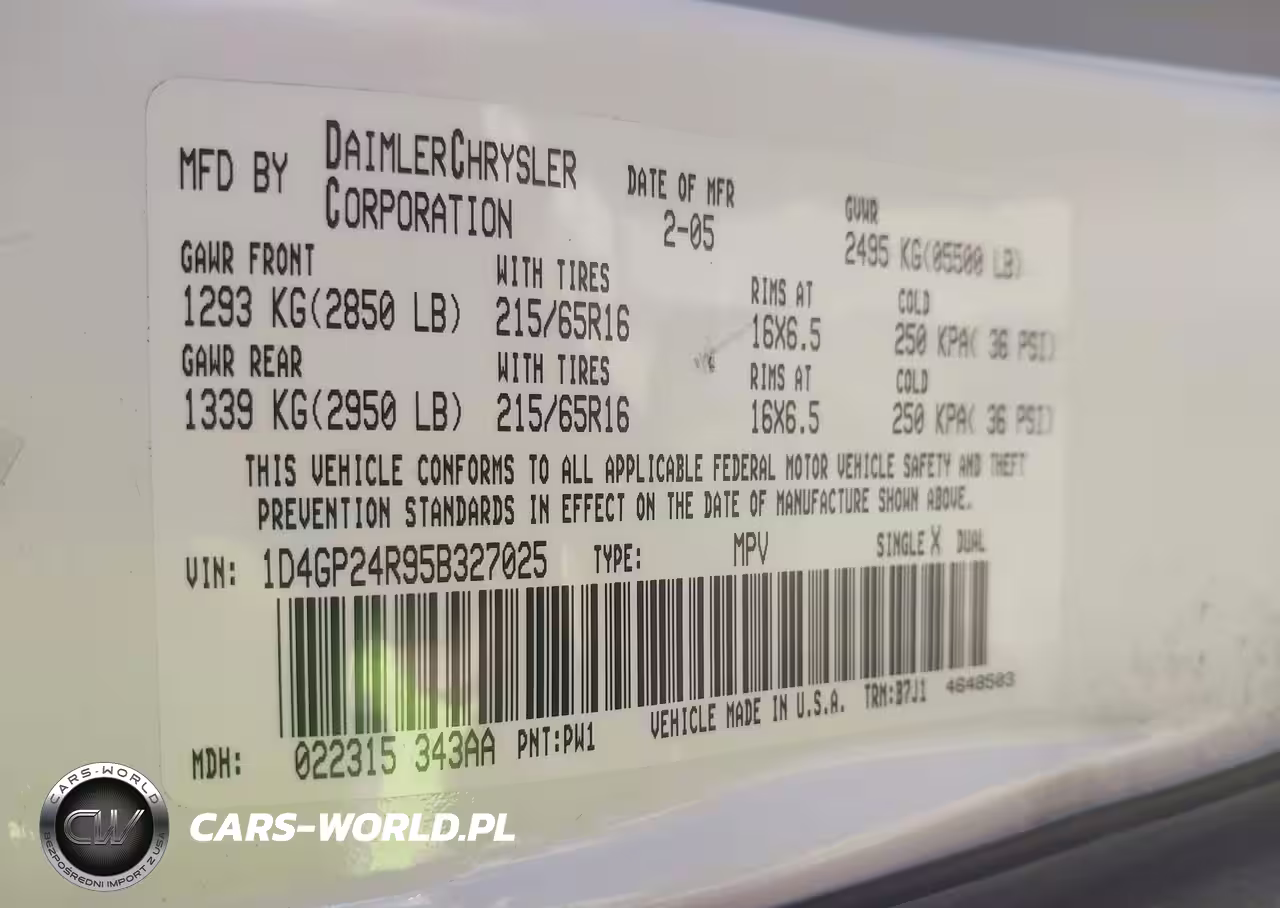 MFD BY DAIMLERCHRYSLER CORPORATION
DATE OF MFR 2-05
GVWR 2495 KG(05500 LB)
GAWR FRONT WITH TIRES RIMS AT COLD
1293 KG(2850 LB) 215/65R16 16X6.5 250 KPA( 36 PSI)
GAWR REAR WITH TIRES RIMS AT COLD
1339 KG(2950 LB) 215/65R16 16X6.5 250 KPA( 36 PSI)
THIS VEHICLE CONFORMS TO ALL APPLICABLE FEDERAL MOTOR VEHICLE SAFETY AND THEFT
PREVENTION STANDARDS IN EFFECT ON THE DATE OF MANUFACTURE SHOWN ABOVE.
VIN: 1D4GP24R95B327025 TYPE: MPV SINGLE X DUAL
MDH: 022315 343AA PNT:PW1 VEHICLE MADE IN U.S.A. TRM:B7J1 4648503
CARS-WORLD
CW
BEZPOŚREDNI IMPORT Z USA
CARS-WORLD.PL